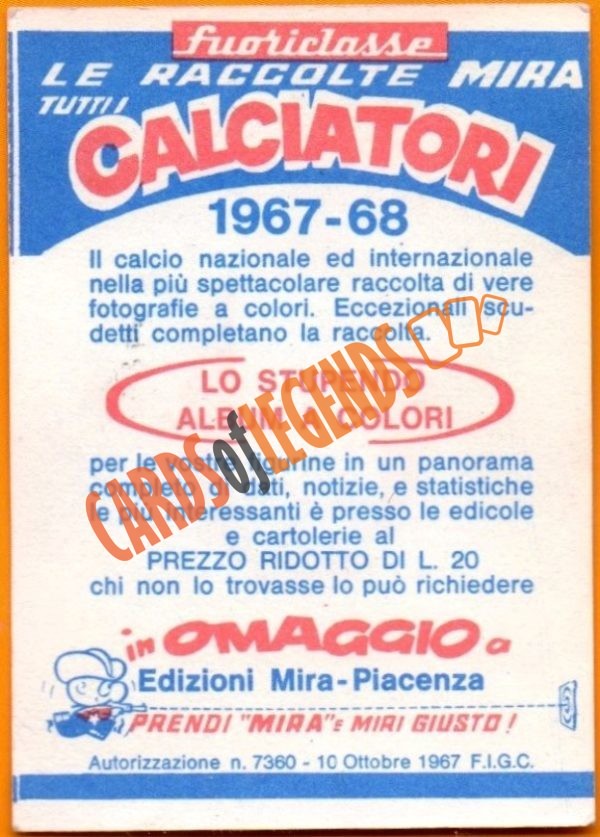 fuoriclasse
LE RACCOLTE MIRA
TUTTI I
CALCIATORI
1967-68
Il calcio nazionale ed internazionale
nella più spettacolare raccolta di vere
fotografie a colori. Eccezionali scu-
detti completano la raccolta.
LO STUPENDO
ALBUM A COLORI
per le vostre figurine in un panorama
completo di dati, notizie, e statistiche
le più interessanti è presso le edicole
e cartolerie al
PREZZO RIDOTTO DI L. 20
chi non lo trovasse lo può richiedere
in OMAGGIO a
Edizioni Mira-Piacenza
PRENDI "MIRA" E MIRI GIUSTO!
Autorizzazione n. 7360 - 10 Ottobre 1967 F.I.G.C.
CARDS of LEGENDS